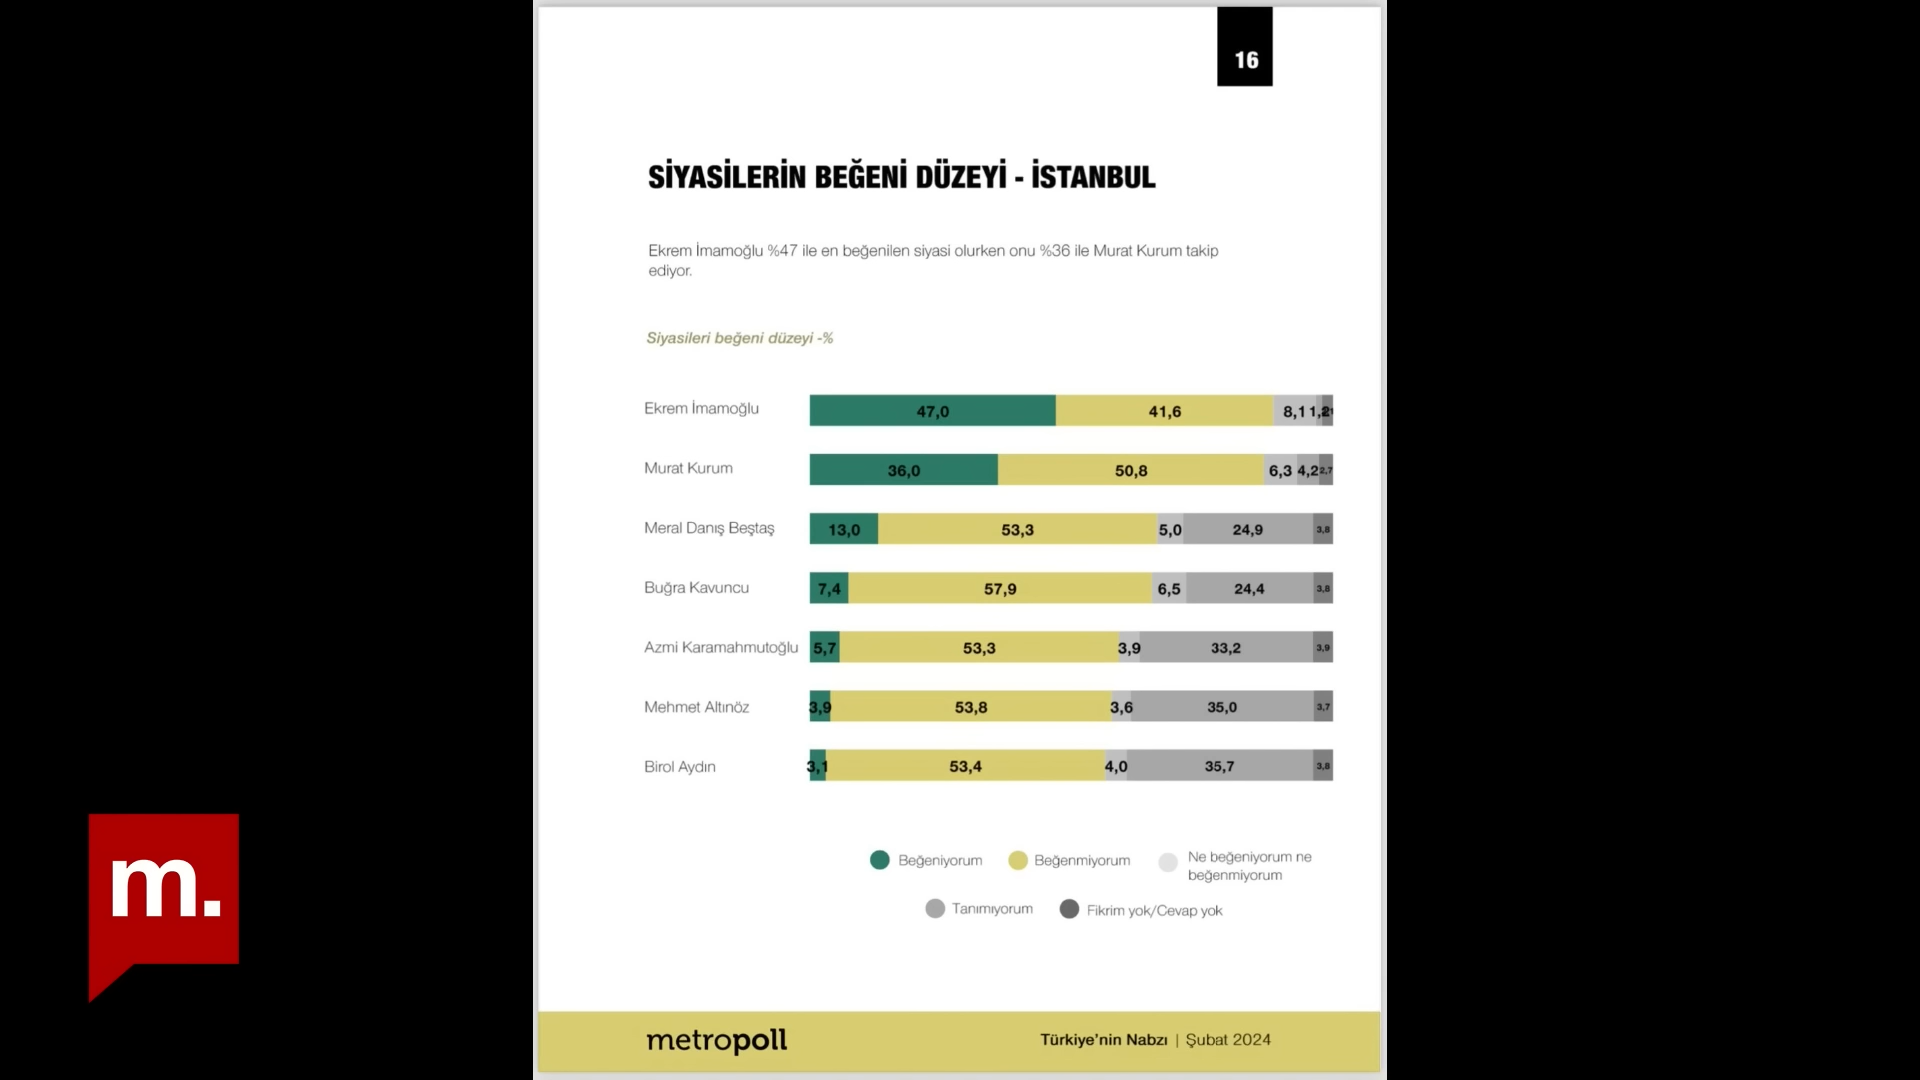 16
SİYASİLERİN BEĞENİ DÜZEYİ - İSTANBUL
Ekrem İmamoğlu %47 ile en beğenilen siyasi olurken onu %36 ile Murat Kurum takip
ediyor.
Siyasileri beğeni düzeyi -%
Ekrem İmamoğlu 47,0 41,6 8,1 1,2
Murat Kurum 36,0 50,8 6,3 4,2 2,7
Meral Danış Beştaş 13,0 53,3 5,0 24,9 3,8
Buğra Kavuncu 7,4 57,9 6,5 24,4 3,8
Azmi Karamahmutoğlu 5,7 53,3 3,9 33,2 3,9
Mehmet Altınöz 3,9 53,8 3,6 35,0 3,7
Birol Aydın 3,1 53,4 4,0 35,7 3,8
Beğeniyorum Beğenmiyorum Ne beğeniyorum ne
beğenmiyorum
Tanımıyorum Fikrim yok/Cevap yok
m.
metropoll Türkiye'nin Nabzı | Şubat 2024